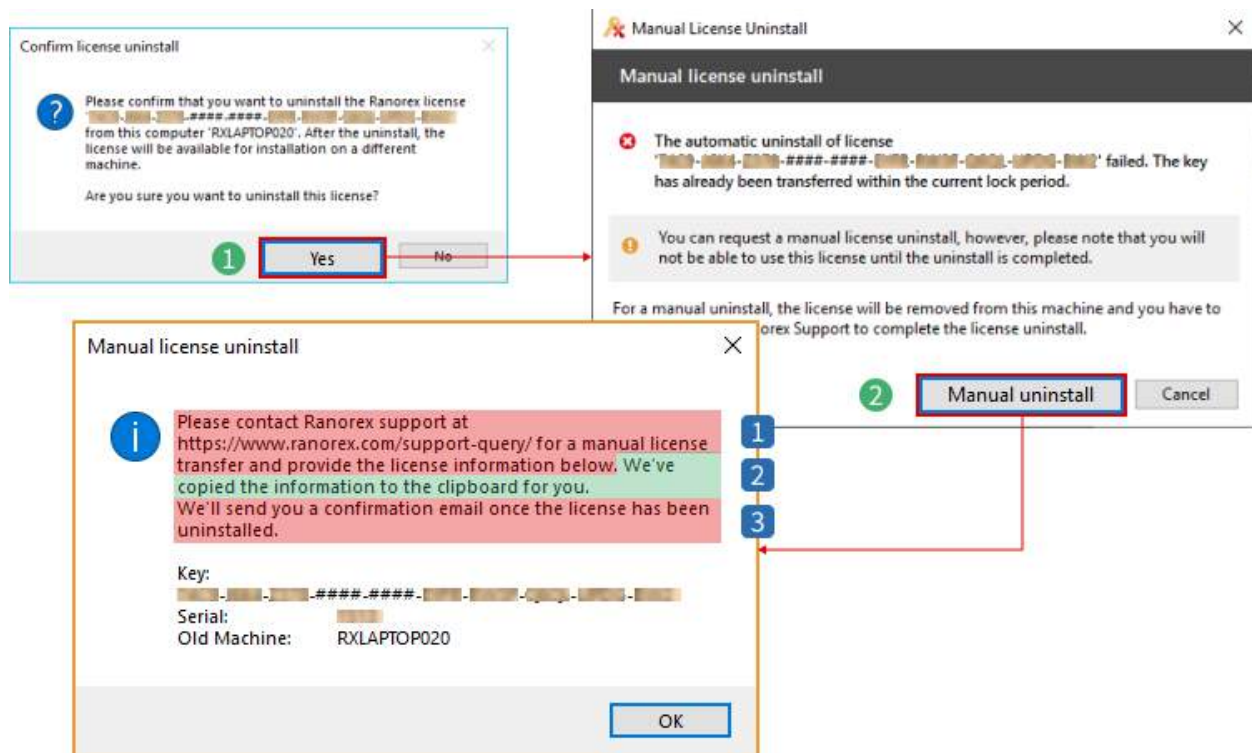 Confirm license uninstall
Please confirm that you want to uninstall the Ranorex license
-####-####-
from this computer 'RXLAPTOP020'. After the uninstall, the
license will be available for installation on a different
machine.
Are you sure you want to uninstall this license?
1
Yes
No
Manual License Uninstall
Manual license uninstall
The automatic uninstall of license
-####-####- ' failed. The key
has already been transferred within the current lock period.
You can request a manual license uninstall, however, please note that you will
not be able to use this license until the uninstall is completed.
For a manual uninstall, the license will be removed from this machine and you have to
orex Support to complete the license uninstall.
2
Manual uninstall
Cancel
Manual license uninstall
Please contact Ranorex support at
https://www.ranorex.com/support-query/ for a manual license
transfer and provide the license information below. We've
copied the information to the clipboard for you.
We'll send you a confirmation email once the license has been
uninstalled.
1
2
3
Key:
-####-####-
Serial:
Old Machine: RXLAPTOP020
OK